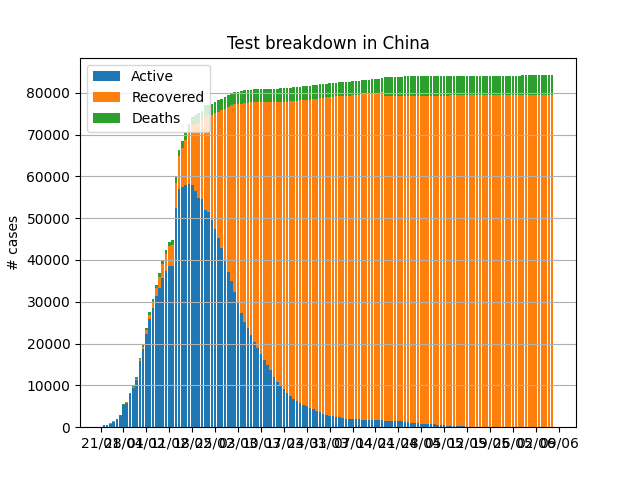 Test breakdown in China
Active
Recovered
Deaths
80000
70000
60000
50000
40000
30000
20000
10000
0
# cases
21/01 28/01 04/02 11/02 18/02 25/02 03/03 10/03 17/03 24/03 31/03 07/04 14/04 21/04 28/04 05/05 12/05 19/05 26/05 02/06 09/06